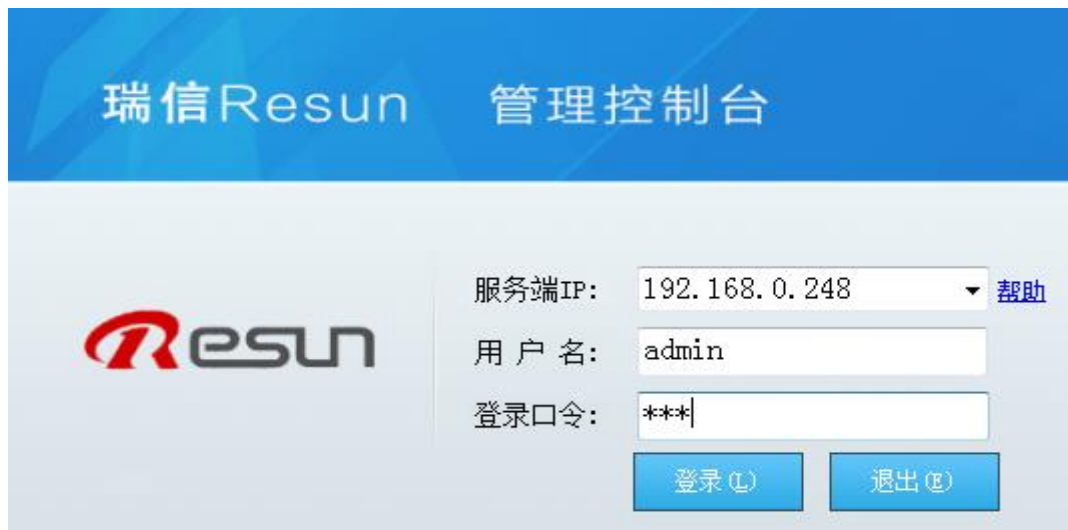 瑞信Resun 管理控制台
Resun
服务端IP: 192.168.0.248 帮助
用 户 名: admin
登录口令: ***
登录(L) 退出(E)